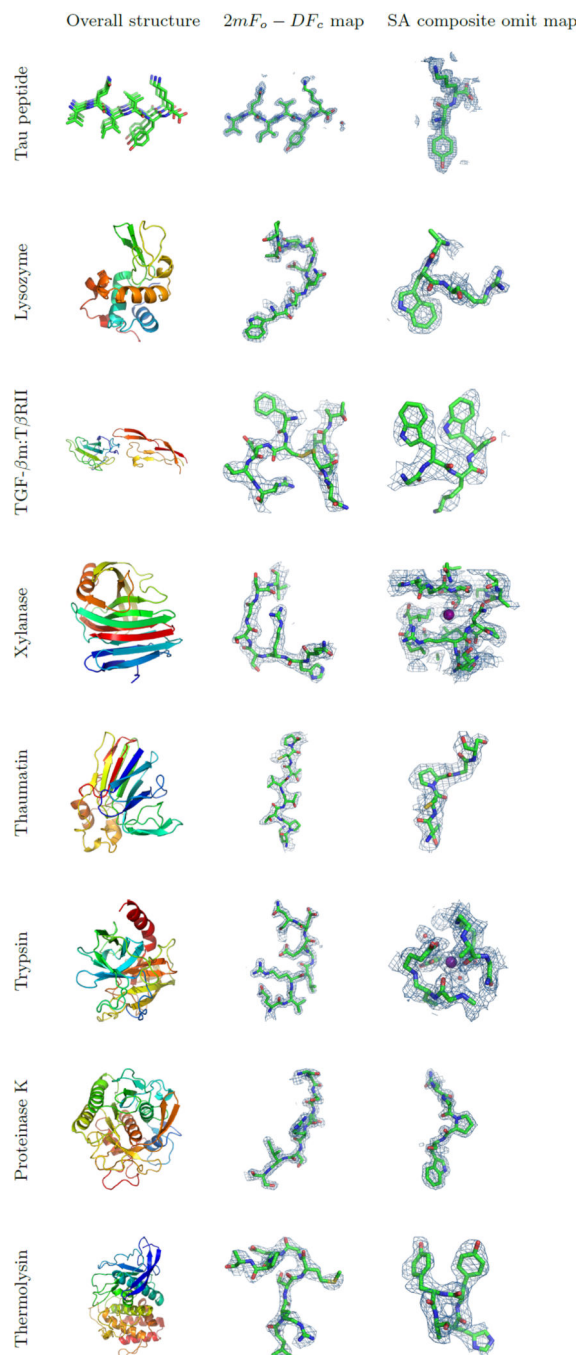 Overall structure 2mFₒ − DF꜀ map SA composite omit map
Tau peptide
Lysozyme
TGF-βm:TβRII
Xylanase
Thaumatin
Trypsin
Proteinase K
Thermolysin